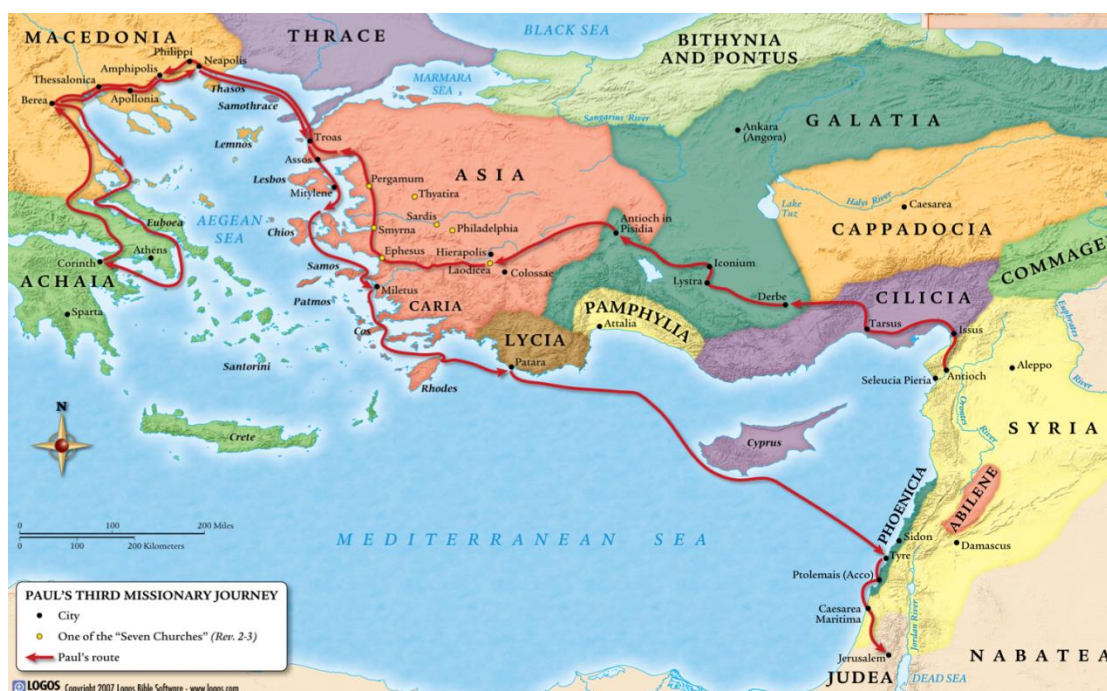 MACEDONIA
THRACE
BLACK SEA
BITHYNIA
AND PONTUS
Philippi
Neapolis
Amphipolis
Thessalonica
Apollonia
Berea
Thasos
Samothrace
MARMARA
SEA
Sangarius River
GALATIA
Ankara
(Angora)
Troas
Lemnos
Assos
ASIA
Lesbos
Mitylene
Pergamum
Thyatira
Halys River
Lake
Tuz
Caesarea
CAPPADOCIA
AEGEAN
SEA
Euboea
Chios
Sardis
Smyrna
Philadelphia
Antioch in
Pisidia
Athens
Corinth
Ephesus
Hierapolis
Laodicea
Colossae
Iconium
Lystra
COMMAGE
ACHAIA
Samos
Patmos
Miletus
CARIA
Derbe
CILICIA
Euphrates
River
Sparta
Cos
PAMPHYLIA
Attalia
Tarsus
Issus
LYCIA
Patara
Santorini
Rhodes
Seleucia Pieria
Antioch
Aleppo
Orontes
River
N
Crete
Cyprus
SYRIA
PHOENICIA
ABILENE
100
0
100
200 Miles
100
0
100
200 Kilometers
MEDITERRANEAN SEA
Sidon
Tyre
Damascus
Ptolemais (Acco)
Caesarea
Maritima
Jordan River
Jerusalem
JUDEA
DEAD SEA
NABATEA
PAUL'S THIRD MISSIONARY JOURNEY
City
One of the "Seven Churches" (Rev. 2-3)
Paul's route
LOGOS Copyright 2007 Logos Bible Software - www.logos.com